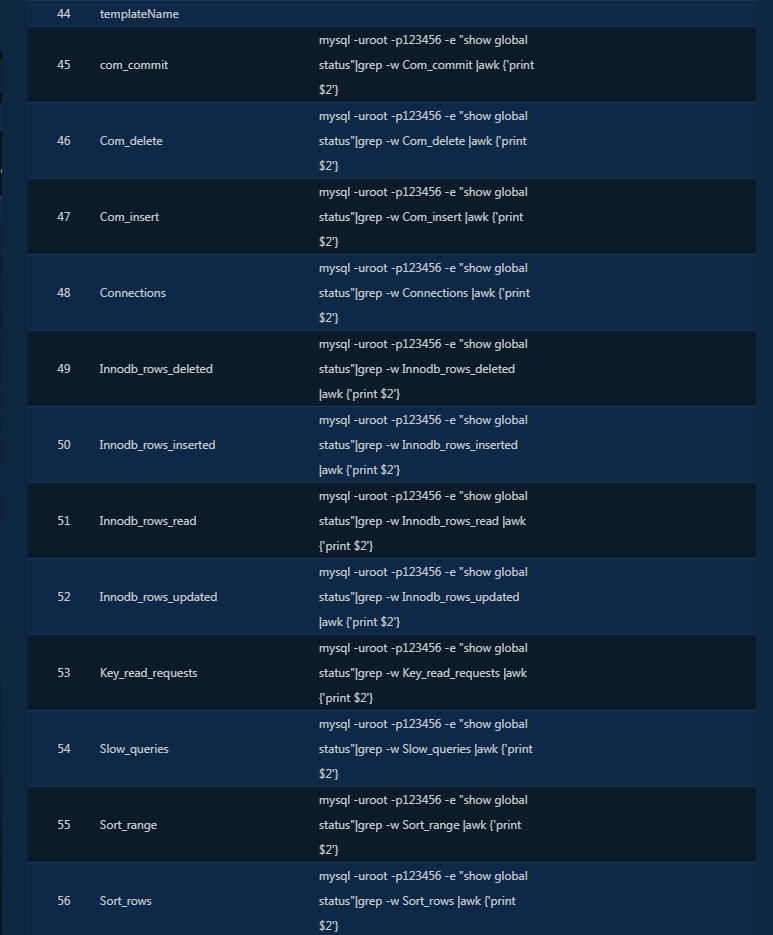 44 templateName
mysql -uroot -p123456 -e "show global
45 com_commit status"|grep -w Com_commit |awk {'print
$2'}
mysql -uroot -p123456 -e "show global
46 Com_delete status"|grep -w Com_delete |awk {'print
$2'}
mysql -uroot -p123456 -e "show global
47 Com_insert status"|grep -w Com_insert |awk {'print
$2'}
mysql -uroot -p123456 -e "show global
48 Connections status"|grep -w Connections |awk {'print
$2'}
mysql -uroot -p123456 -e "show global
49 Innodb_rows_deleted status"|grep -w Innodb_rows_deleted
|awk {'print $2'}
mysql -uroot -p123456 -e "show global
50 Innodb_rows_inserted status"|grep -w Innodb_rows_inserted
|awk {'print $2'}
mysql -uroot -p123456 -e "show global
51 Innodb_rows_read status"|grep -w Innodb_rows_read |awk
{'print $2'}
mysql -uroot -p123456 -e "show global
52 Innodb_rows_updated status"|grep -w Innodb_rows_updated
|awk {'print $2'}
mysql -uroot -p123456 -e "show global
53 Key_read_requests status"|grep -w Key_read_requests |awk
{'print $2'}
mysql -uroot -p123456 -e "show global
54 Slow_queries status"|grep -w Slow_queries |awk {'print
$2'}
mysql -uroot -p123456 -e "show global
55 Sort_range status"|grep -w Sort_range |awk {'print
$2'}
mysql -uroot -p123456 -e "show global
56 Sort_rows status"|grep -w Sort_rows |awk {'print
$2'}